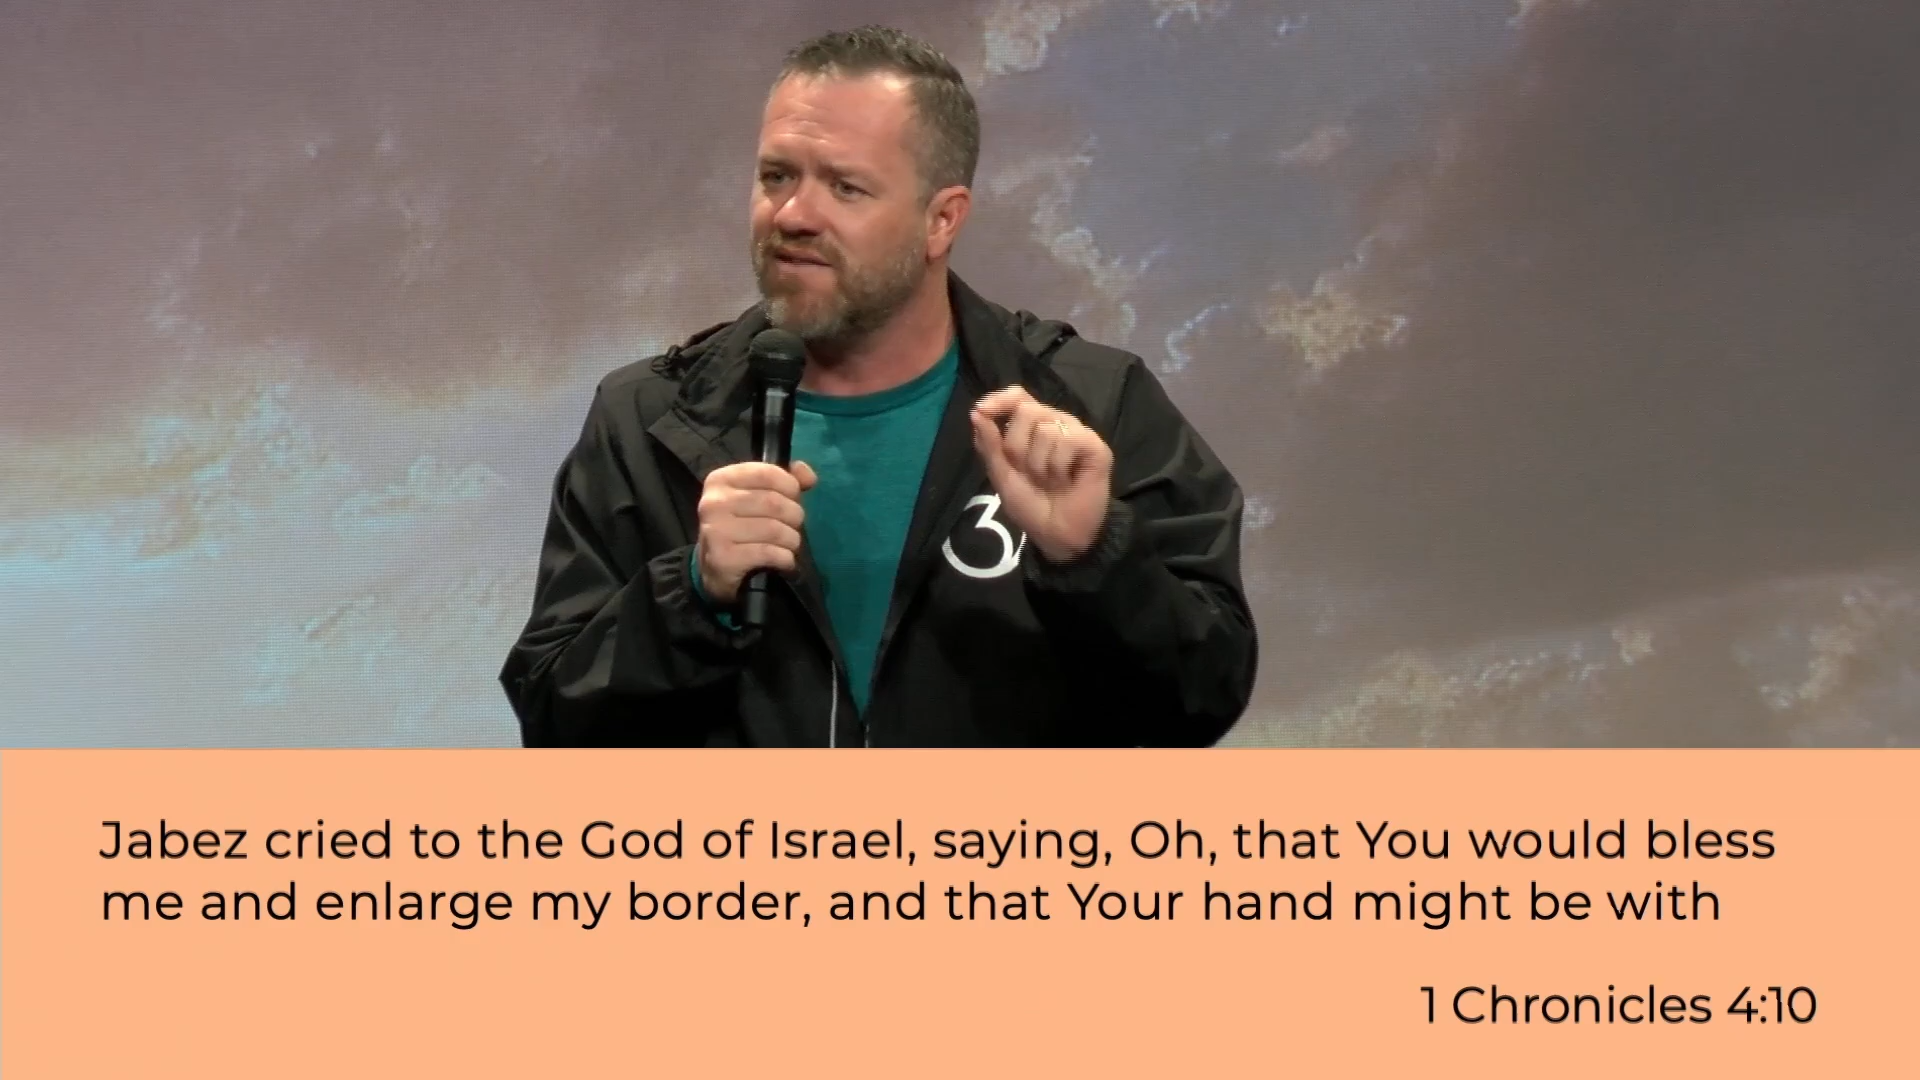 3
Jabez cried to the God of Israel, saying, Oh, that You would bless
me and enlarge my border, and that Your hand might be with
1 Chronicles 4:10